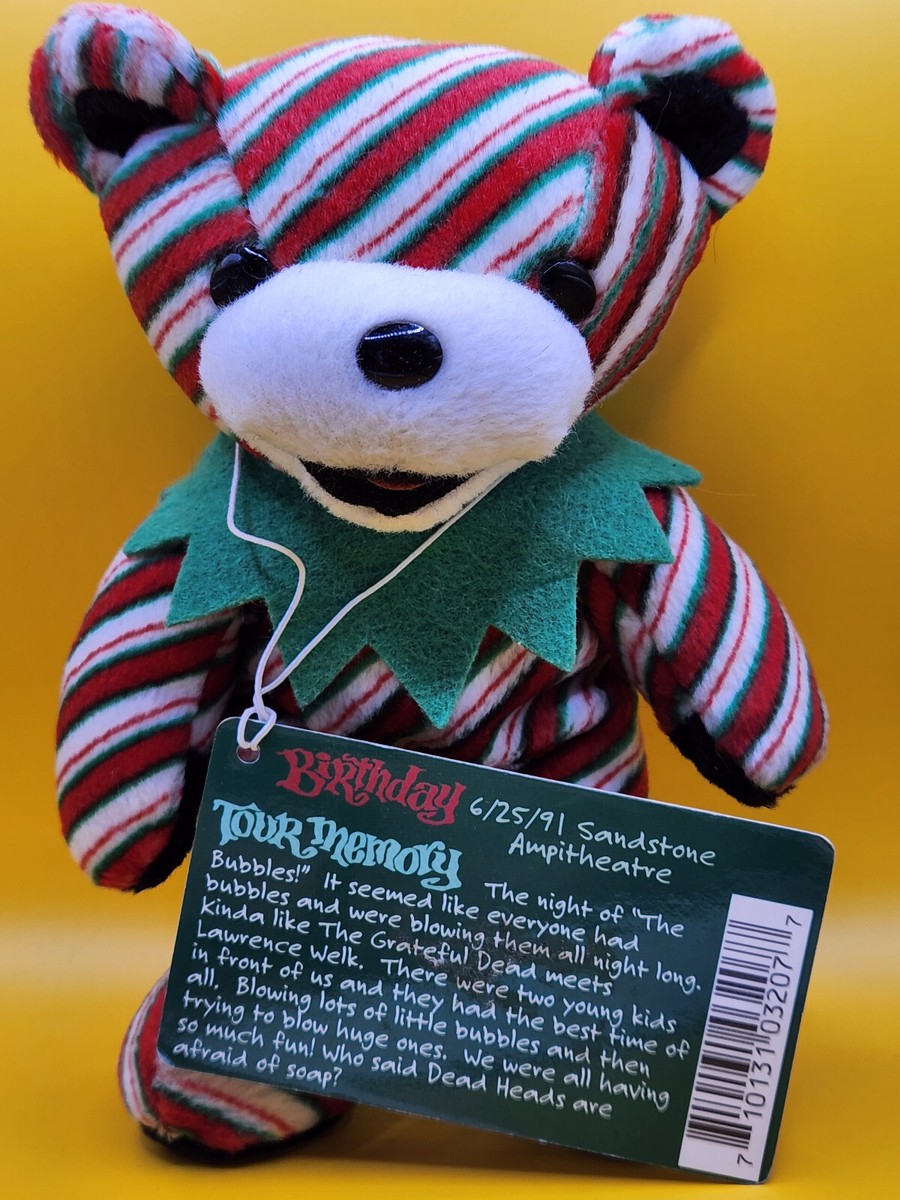 Birthday 6/25/91 Sandstone
Ampitheatre
Tour Memory The night of "The
Bubbles!" It seemed like everyone had
bubbles and were blowing them all night long.
Kinda like The Grateful Dead meets
Lawrence Welk. There were two young kids
in front of us and they had the best time of
all. Blowing lots of little bubbles and then
trying to blow huge ones. We were all having
so much fun! Who said Dead Heads are
afraid of soap?
7 10131 03207 7